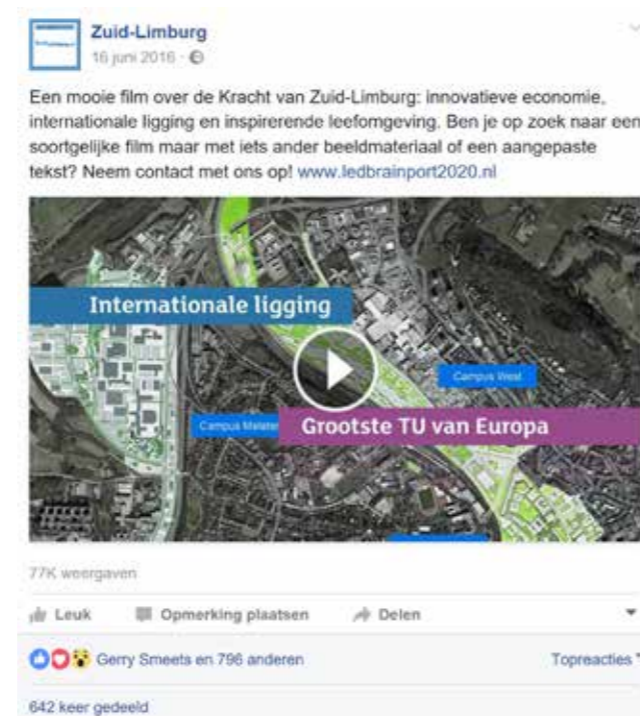 Zuid-Limburg
16 juni 2016 ·
Een mooie film over de Kracht van Zuid-Limburg: innovatieve economie,
internationale ligging en inspirerende leefomgeving. Ben je op zoek naar een
soortgelijke film maar met iets ander beeldmateriaal of een aangepaste
tekst? Neem contact met ons op! www.ledbrainport2020.nl
Internationale ligging
Campus West
Campus
Grootste TU van Europa
77K weergaven
Leuk
Opmerking plaatsen
Delen
Gerry Smeets en 796 anderen
Topreacties
642 keer gedeeld